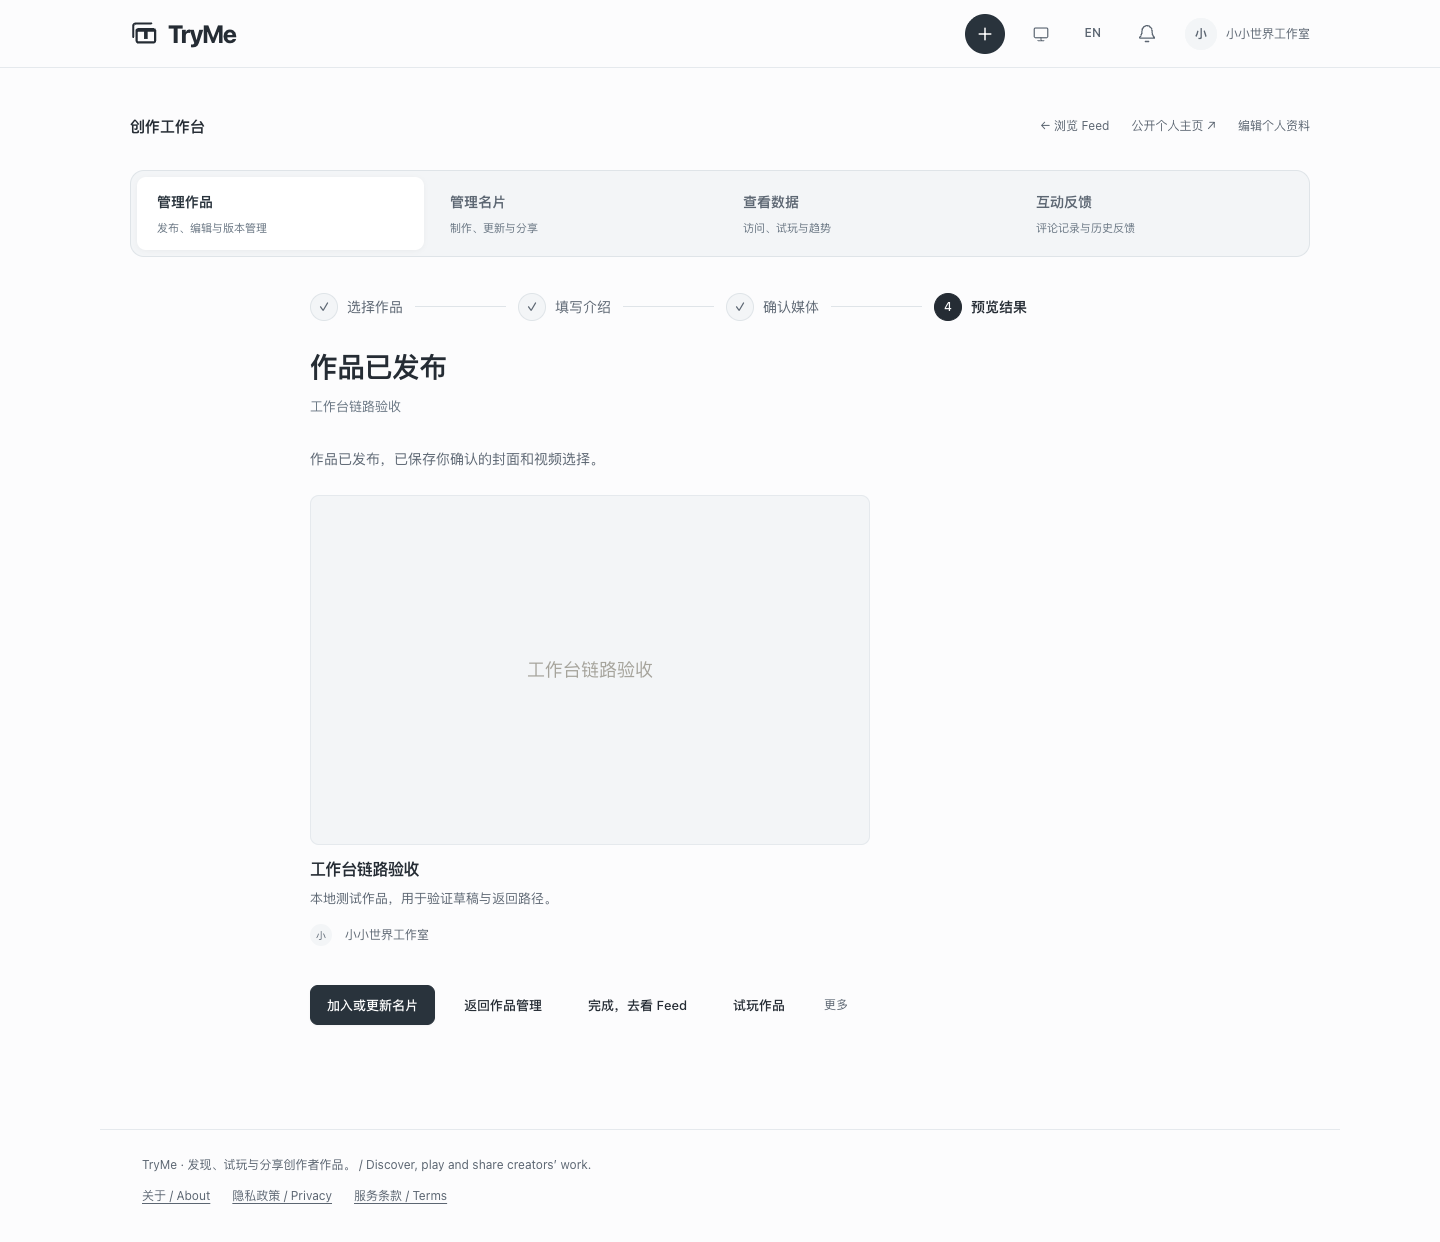 TryMe
EN
小 小小世界工作室
创作工作台
← 浏览 Feed 公开个人主页 ↗ 编辑个人资料
管理作品
发布、编辑与版本管理
管理名片
制作、更新与分享
查看数据
访问、试玩与趋势
互动反馈
评论记录与历史反馈
✓ 选择作品 ✓ 填写介绍 ✓ 确认媒体 4 预览结果
作品已发布
工作台链路验收
作品已发布，已保存你确认的封面和视频选择。
工作台链路验收
工作台链路验收
本地测试作品，用于验证草稿与返回路径。
小 小小世界工作室
加入或更新名片 返回作品管理 完成，去看 Feed 试玩作品 更多
TryMe · 发现、试玩与分享创作者作品。 / Discover, play and share creators’ work.
关于 / About 隐私政策 / Privacy 服务条款 / Terms